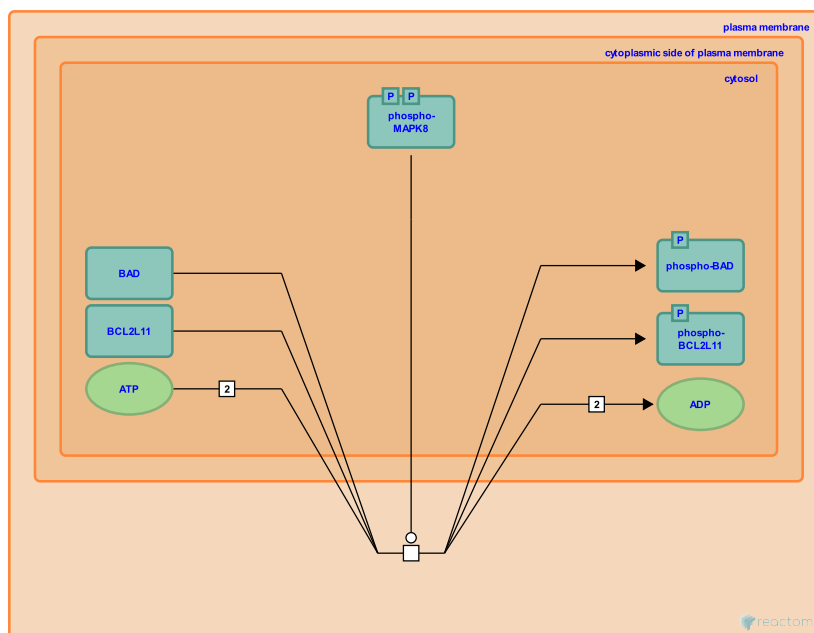 plasma membrane
cytoplasmic side of plasma membrane
cytosol
P P
phospho-
MAPK8
P
phospho-BAD
BAD
P
phospho-
BCL2L11
BCL2L11
ATP
2
2
ADP
reactom